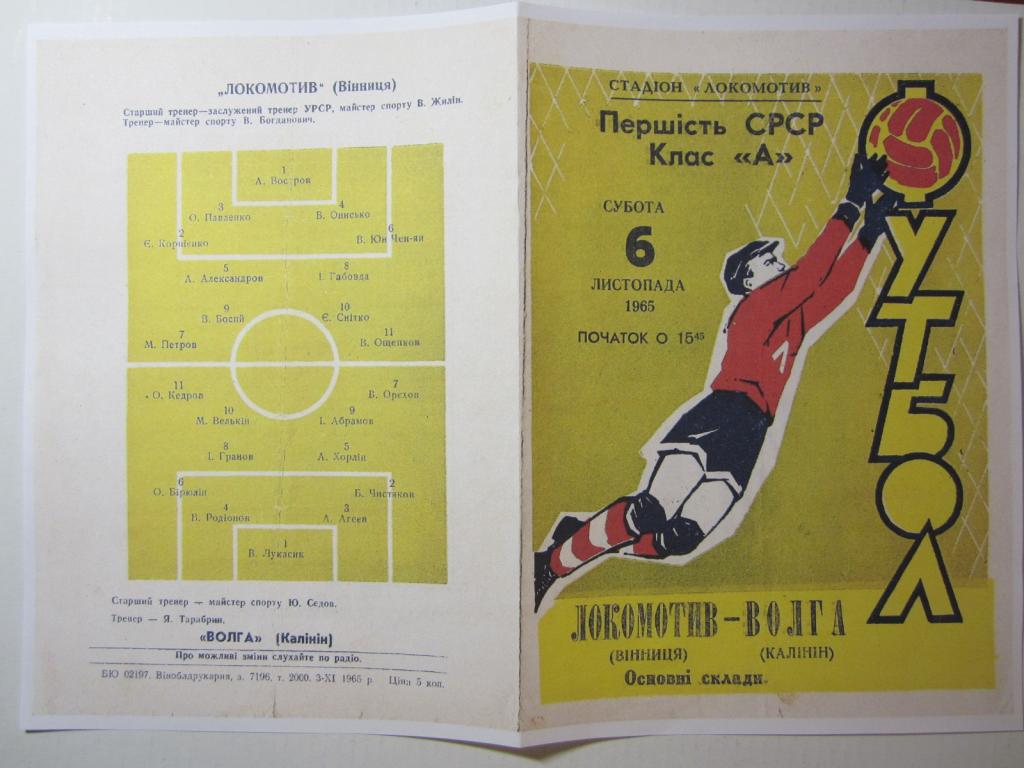 „ЛОКОМОТИВ“ (Вінниця)
Старший тренер—заслужений тренер УРСР, майстер спорту В. Жилін.
Тренер—майстер спорту В. Богданович.
1
А. Востров
3
О. Павленко
4
В. Онисько
2
Є. Корнієнко
6
В. Юн Чен-ян
5
А. Александров
8
І. Габовда
9
В. Босий
10
Є. Снітко
7
М. Петров
11
В. Ощепков
11
О. Кедров
7
В. Орєхов
10
М. Велькін
9
І. Абрамов
8
І. Гранов
5
А. Хорлін
6
О. Бірюлін
2
Б. Чистяков
4
В. Родіонов
3
А. Агєєв
1
В. Лукасик
Старший тренер — майстер спорту Ю. Сєдов.
Тренер — Я. Тарабрин.
«ВОЛГА» (Калінін)
Про можливі зміни слухайте по радіо.
БЮ 02197. Вінобладрукарня, з. 7196, т. 2000. 3-XI 1965 р. Ціна 5 коп.
СТАДІОН «ЛОКОМОТИВ»
Першість СРСР
Клас «А»
СУБОТА
6
ЛИСТОПАДА
1965
ПОЧАТОК О 15⁴⁵
ФУТБОЛ
1
ЛОКОМОТИВ–ВОЛГА
(ВІННИЦЯ) (КАЛІНІН)
Основні склади.